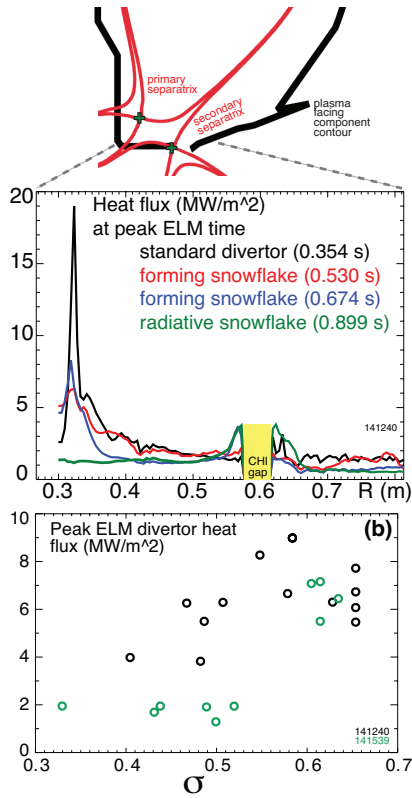 primary
separatrix
secondary
separatrix
plasma
facing
component
contour
20
Heat flux (MW/m^2)
at peak ELM time
standard divertor (0.354 s)
forming snowflake (0.530 s)
forming snowflake (0.674 s)
radiative snowflake (0.899 s)
15
10
5
0
141240
CHI
gap
0.3 0.4 0.5 0.6 0.7 R (m)
10
Peak ELM divertor heat
flux (MW/m^2)
(b)
8
6
4
2
0
141240
141539
0.3 0.4 0.5 0.6 0.7
σ